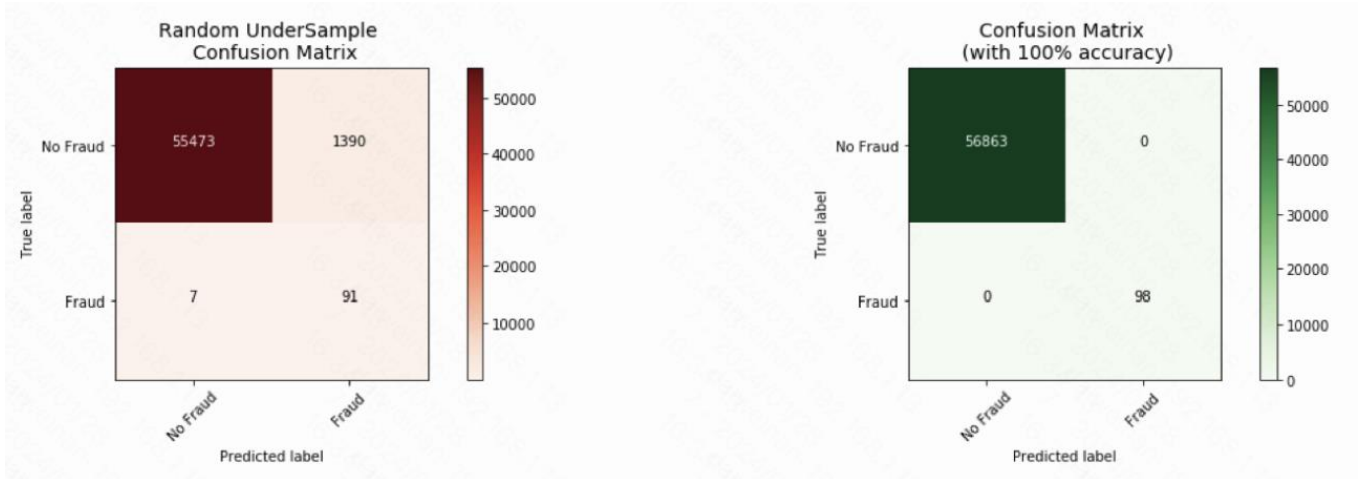 Random UnderSample
Confusion Matrix
No Fraud
Fraud
True label
55473
1390
7
91
No Fraud
Fraud
Predicted label
50000
40000
30000
20000
10000
Confusion Matrix
(with 100% accuracy)
No Fraud
Fraud
True label
56863
0
0
98
No Fraud
Fraud
Predicted label
50000
40000
30000
20000
10000
0